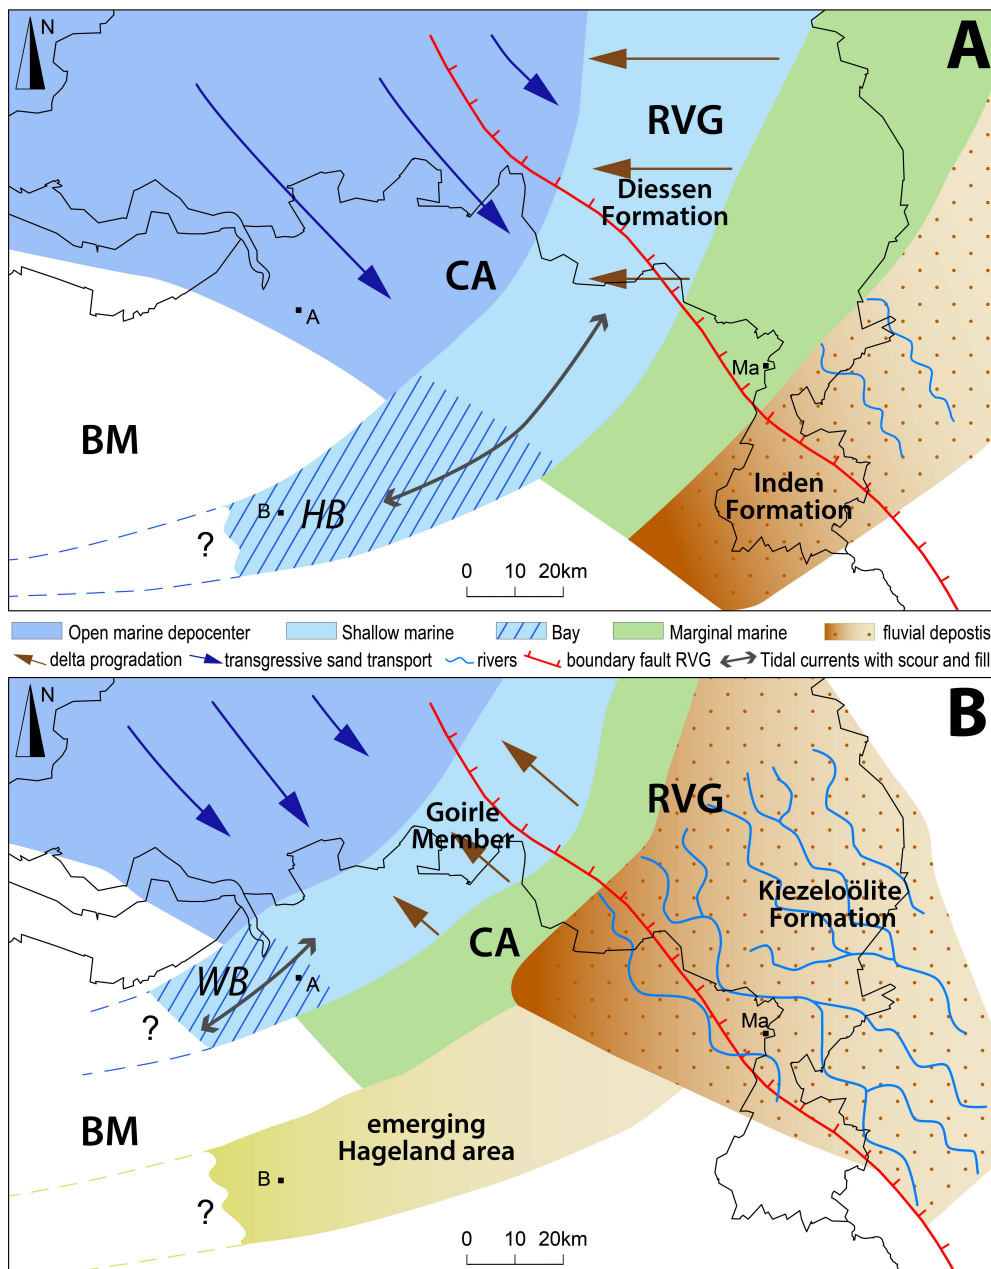 N
A
RVG
Diessen
Formation
CA
A
Ma
BM
B
HB
Inden
Formation
?
0 10 20km
Open marine depocenter
Shallow marine
Bay
Marginal marine
fluvial depostis
delta progradation
transgressive sand transport
rivers
boundary fault RVG
Tidal currents with scour and fill
N
B
RVG
Goirle
Member
Kiezeloölite
Formation
CA
WB
A
?
Ma
BM
emerging
Hageland area
B
?
0 10 20km